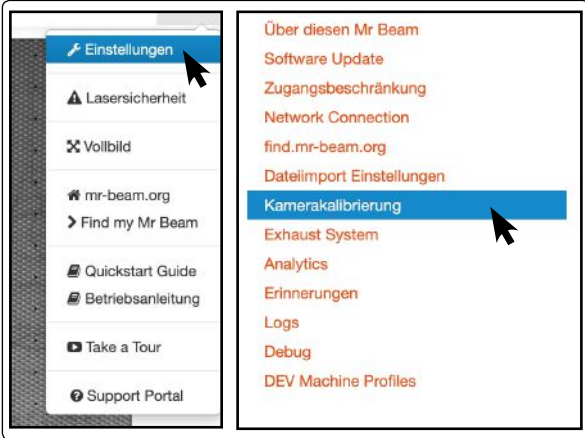 Einstellungen
Lasersicherheit
Vollbild
mr-beam.org
Find my Mr Beam
Quickstart Guide
Betriebsanleitung
Take a Tour
Support Portal
Über diesen Mr Beam
Software Update
Zugangsbeschränkung
Network Connection
find.mr-beam.org
Dateiimport Einstellungen
Kamerakalibrierung
Exhaust System
Analytics
Erinnerungen
Logs
Debug
DEV Machine Profiles